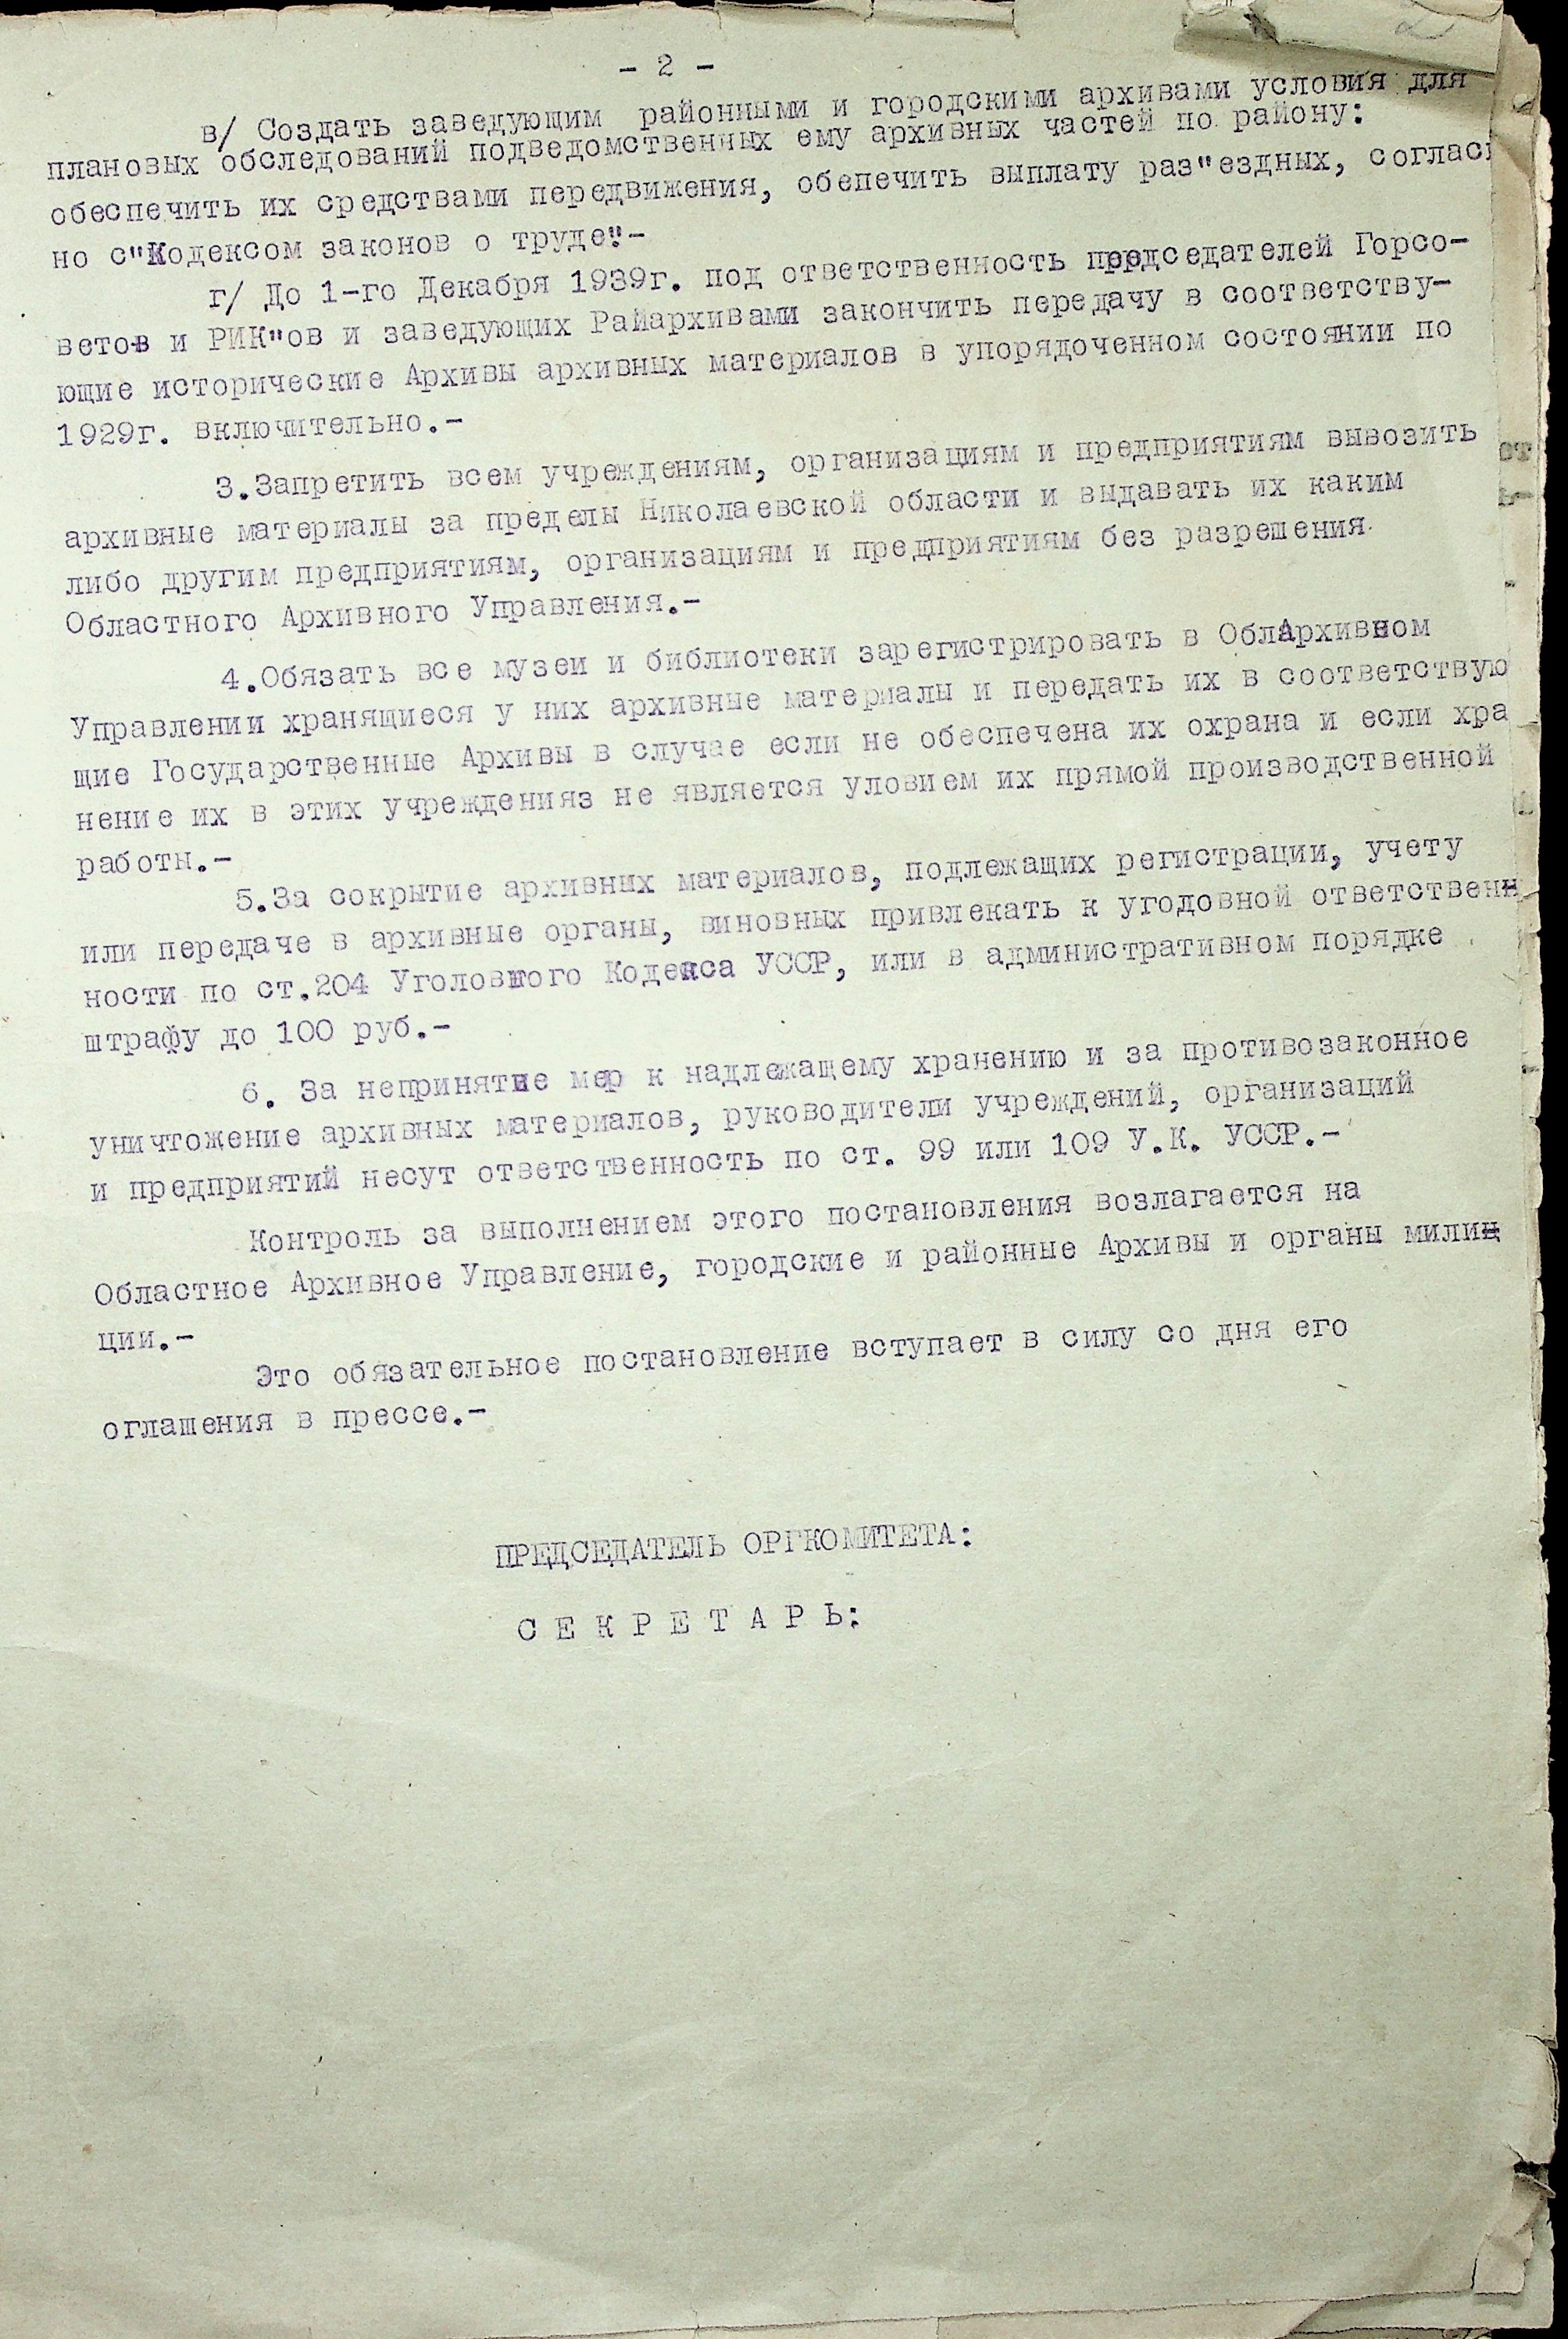 - 2 -
в/ Создать заведующим районными и городскими архивами условия для
плановых обследований подведомственных ему архивных частей по району:
обеспечить их средствами передвижения, обепечить выплату раз"ездных, соглас
но с"Кодексом законов о труде".-
г/ До 1-го Декабря 1939г. под ответственность председателей Горсо-
ветов и РИК"ов и заведующих Райархивами закончить передачу в соответству-
ющие исторические Архивы архивных материалов в упорядоченном состоянии по
1929г. включительно.-
3.Запретить всем учреждениям, организациям и предприятиям вывозить
архивные материалы за пределы Николаевской области и выдавать их каким
либо другим предприятиям, организациям и предприятиям без разрешения
Областного Архивного Управления.-
4.Обязать все музеи и библиотеки зарегистрировать в ОблАрхивном
Управлении хранящиеся у них архивные материалы и передать их в соответствую
щие Государственные Архивы в случае если не обеспечена их охрана и если хра
нение их в этих учрежденияз не является уловием их прямой производственной
работы.-
5.За сокрытие архивных материалов, подлежащих регистрации, учету
или передаче в архивные органы, виновных привлекать к угодовной ответственн
ности по ст.204 Уголовного Кодекса УССР, или в административном порядке
штрафу до 100 руб.-
6. За непринятие мер к надлежащему хранению и за противозаконное
уничтожение архивных материалов, руководители учреждений, организаций
и предприятий несут ответственность по ст. 99 или 109 У.К. УССР.-
Контроль за выполнением этого постановления возлагается на
Областное Архивное Управление, городские и районные Архивы и органы милиц
ции.-
Это обязательное постановление вступает в силу со дня его
оглашения в прессе.-
ПРЕДСЕДАТЕЛЬ ОРГКОМИТЕТА:
С Е К Р Е Т А Р Ь: